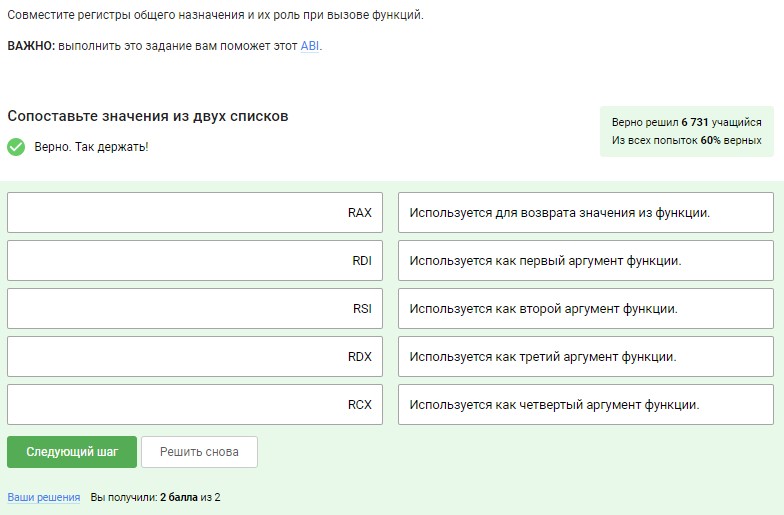 Совместите регистры общего назначения и их роль при вызове функций.
ВАЖНО: выполнить это задание вам поможет этот ABI.
Сопоставьте значения из двух списков
Верно. Так держать!
Верно решил 6 731 учащийся
Из всех попыток 60% верных
RAX Используется для возврата значения из функции.
RDI Используется как первый аргумент функции.
RSI Используется как второй аргумент функции.
RDX Используется как третий аргумент функции.
RCX Используется как четвертый аргумент функции.
Следующий шаг Решить снова
Ваши решения Вы получили: 2 балла из 2